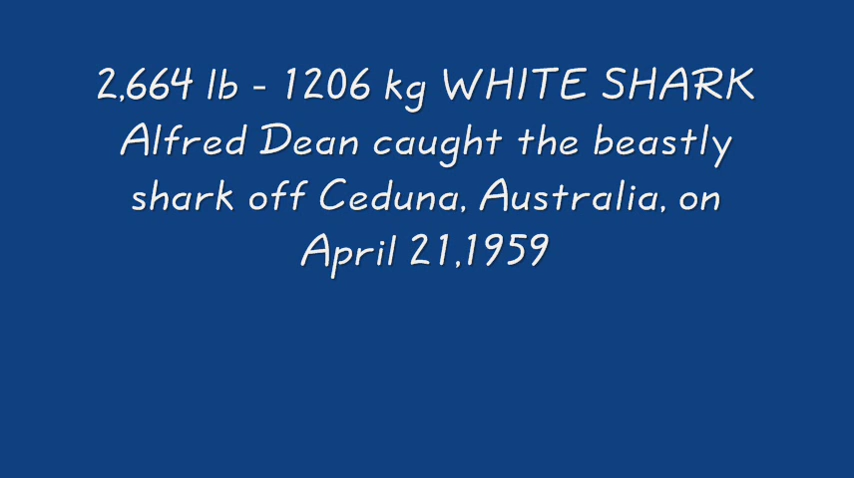 2,664 lb - 1206 kg WHITE SHARK
Alfred Dean caught the beastly
shark off Ceduna, Australia, on
April 21,1959